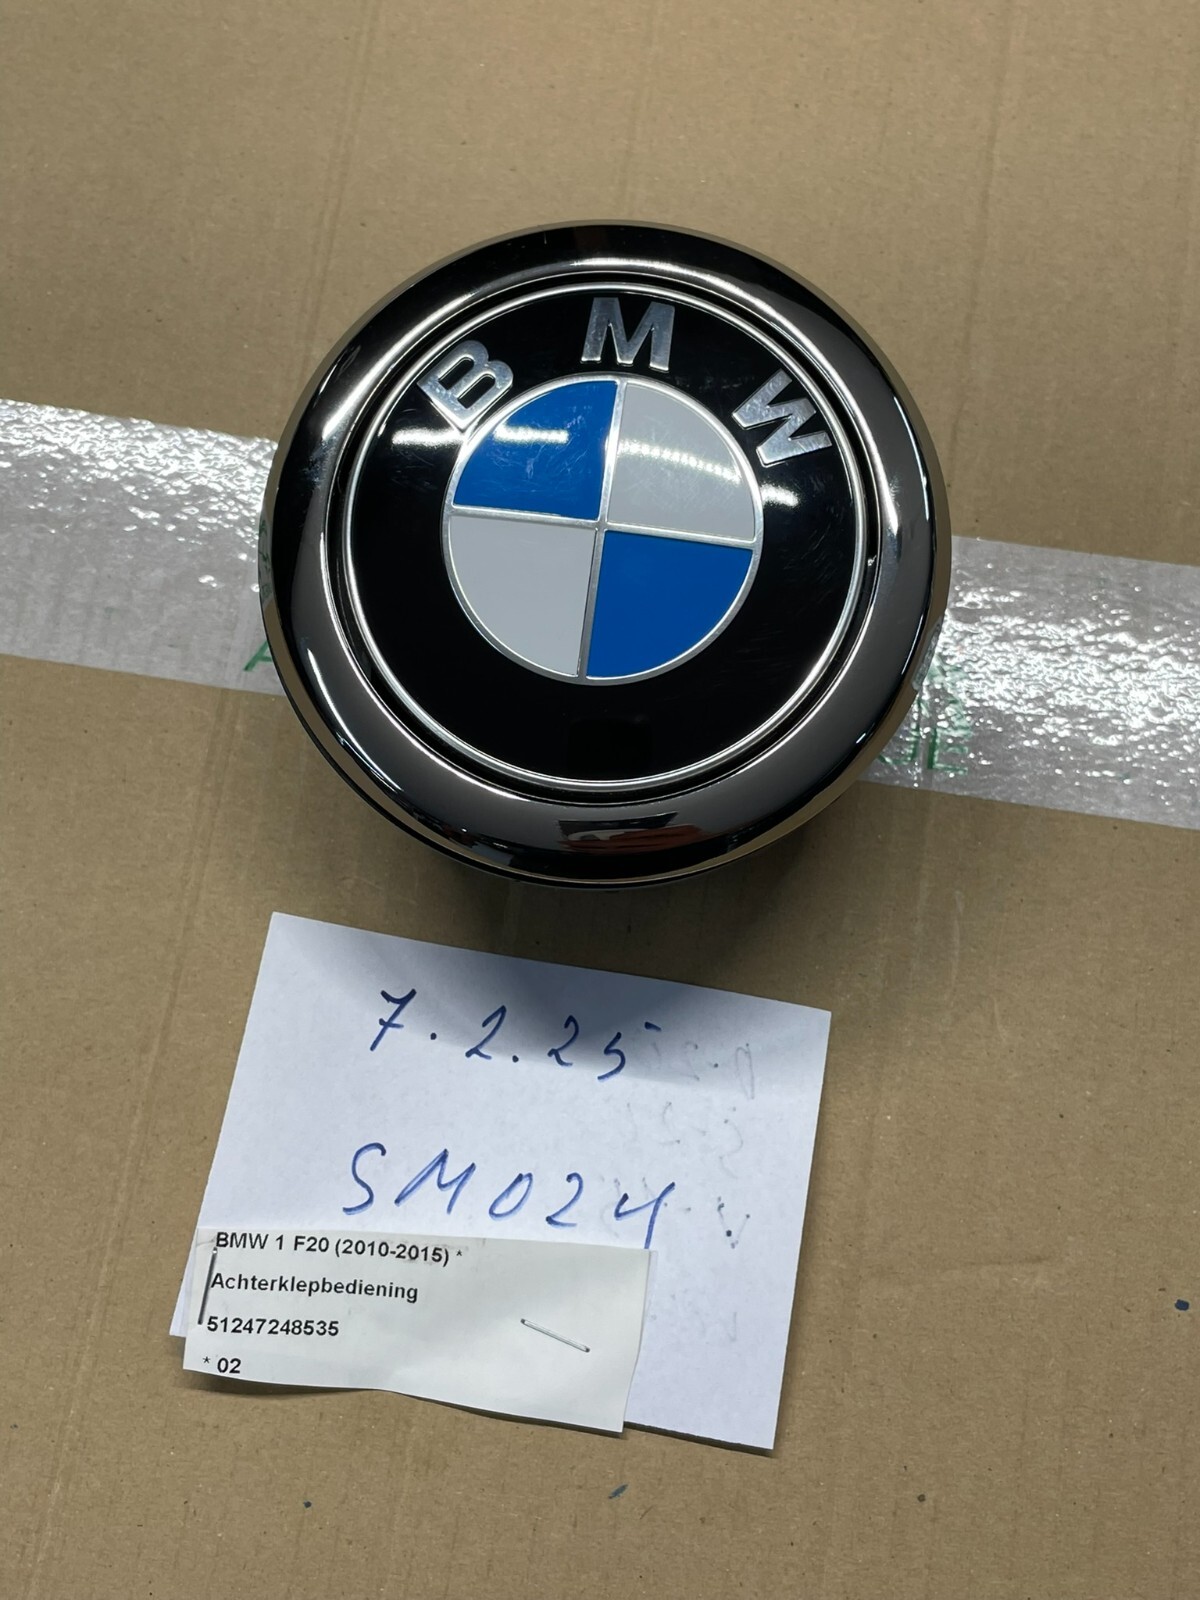 BMW
7.2.25
SM024
BMW 1 F20 (2010-2015) *
Achterklepbediening
51247248535
* 02